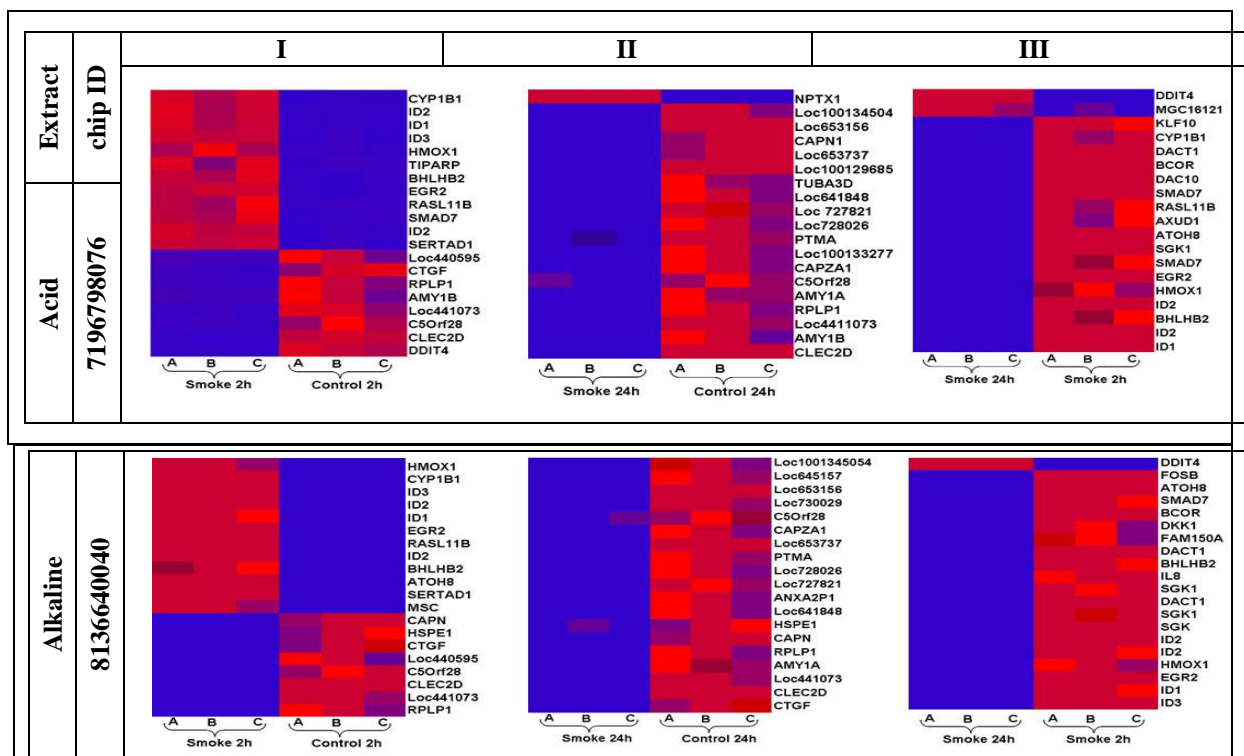 Extract
chip ID
I
II
III
Acid
7196798076
CYP1B1
ID2
ID1
ID3
HMOX1
TIPARP
BHLHB2
EGR2
RASL11B
SMAD7
ID2
SERTAD1
Loc440595
CTGF
RPLP1
AMY1B
Loc441073
C5Orf28
CLEC2D
DDIT4
A B C A B C
Smoke 2h Control 2h
NPTX1
Loc100134504
Loc653156
CAPN1
Loc653737
Loc100129685
TUBA3D
Loc641848
Loc 727821
Loc728026
PTMA
Loc100133277
CAPZA1
C5Orf28
AMY1A
RPLP1
Loc4411073
AMY1B
CLEC2D
A B C A B C
Smoke 24h Control 24h
DDIT4
MGC16121
KLF10
CYP1B1
DACT1
BCOR
DAC10
SMAD7
RASL11B
AXUD1
ATOH8
SGK1
SMAD7
EGR2
HMOX1
ID2
BHLHB2
ID2
ID1
A B C A B C
Smoke 24h Smoke 2h
Alkaline
8136640040
HMOX1
CYP1B1
ID3
ID2
ID1
EGR2
RASL11B
ID2
BHLHB2
ATOH8
SERTAD1
MSC
CAPN
HSPE1
CTGF
Loc440595
C5Orf28
CLEC2D
Loc441073
RPLP1
A B C A B C
Smoke 2h Control 2h
Loc1001345054
Loc645157
Loc653156
Loc730029
C5Orf28
CAPZA1
Loc653737
PTMA
Loc728026
Loc727821
ANXA2P1
Loc641848
HSPE1
CAPN
RPLP1
AMY1A
Loc441073
CLEC2D
CTGF
A B C A B C
Smoke 24h Control 24h
DDIT4
FOSB
ATOH8
SMAD7
BCOR
DKK1
FAM150A
DACT1
BHLHB2
IL8
SGK1
DACT1
SGK1
SGK
ID2
ID2
HMOX1
EGR2
ID1
ID3
A B C A B C
Smoke 24h Smoke 2h